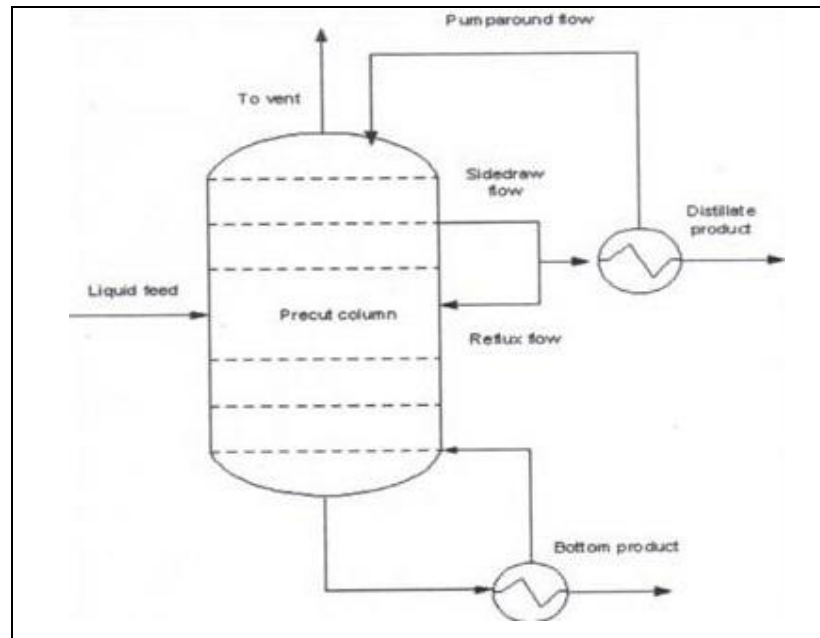 Pumparound flow
To vent
Sidedraw
flow
Distillate
product
Liquid feed
Precut column
Reflux flow
Bottom product